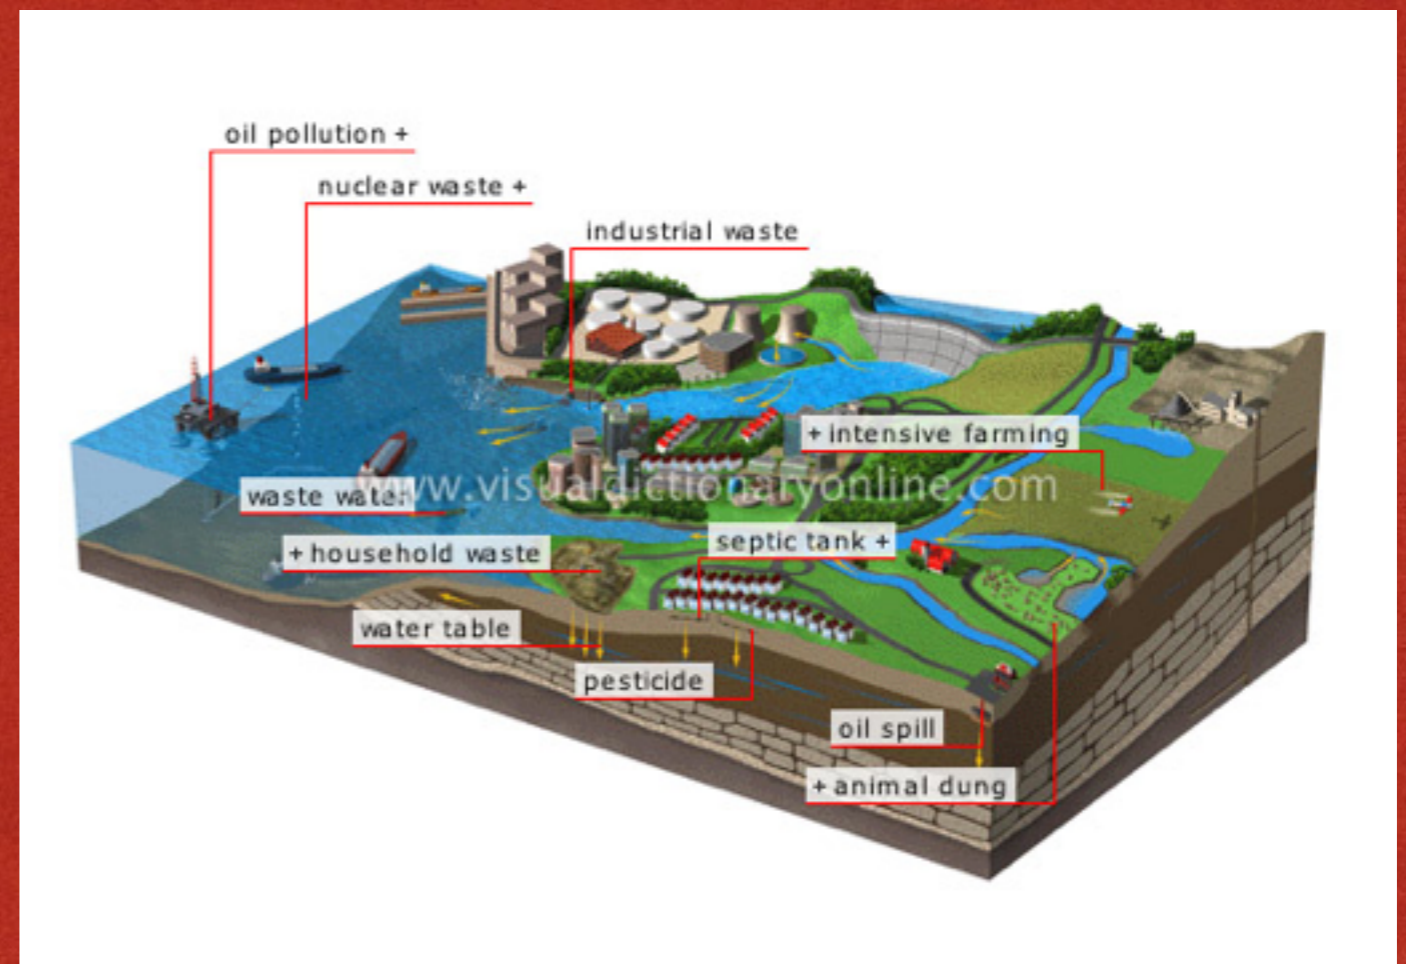 oil pollution +
nuclear waste +
industrial waste
+ intensive farming
waste water
www.visualdictionaryonline.com
septic tank +
+ household waste
water table
pesticide
oil spill
+ animal dung